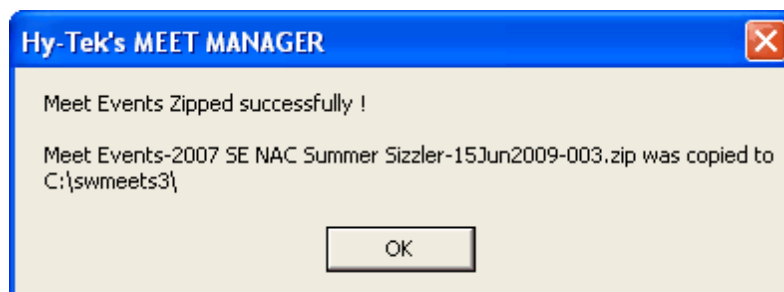 Hy-Tek's MEET MANAGER
Meet Events Zipped successfully !
Meet Events-2007 SE NAC Summer Sizzler-15Jun2009-003.zip was copied to
C:\swmeets3\
OK